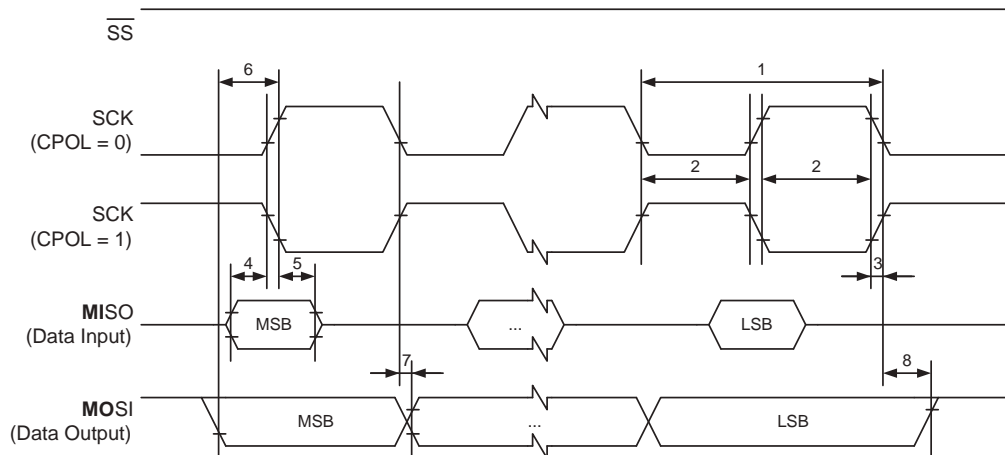 SS
6
1
SCK
(CPOL = 0)
2
2
SCK
(CPOL = 1)
4
5
3
MISO
(Data Input)
MSB
...
LSB
7
8
MOSI
(Data Output)
MSB
...
LSB